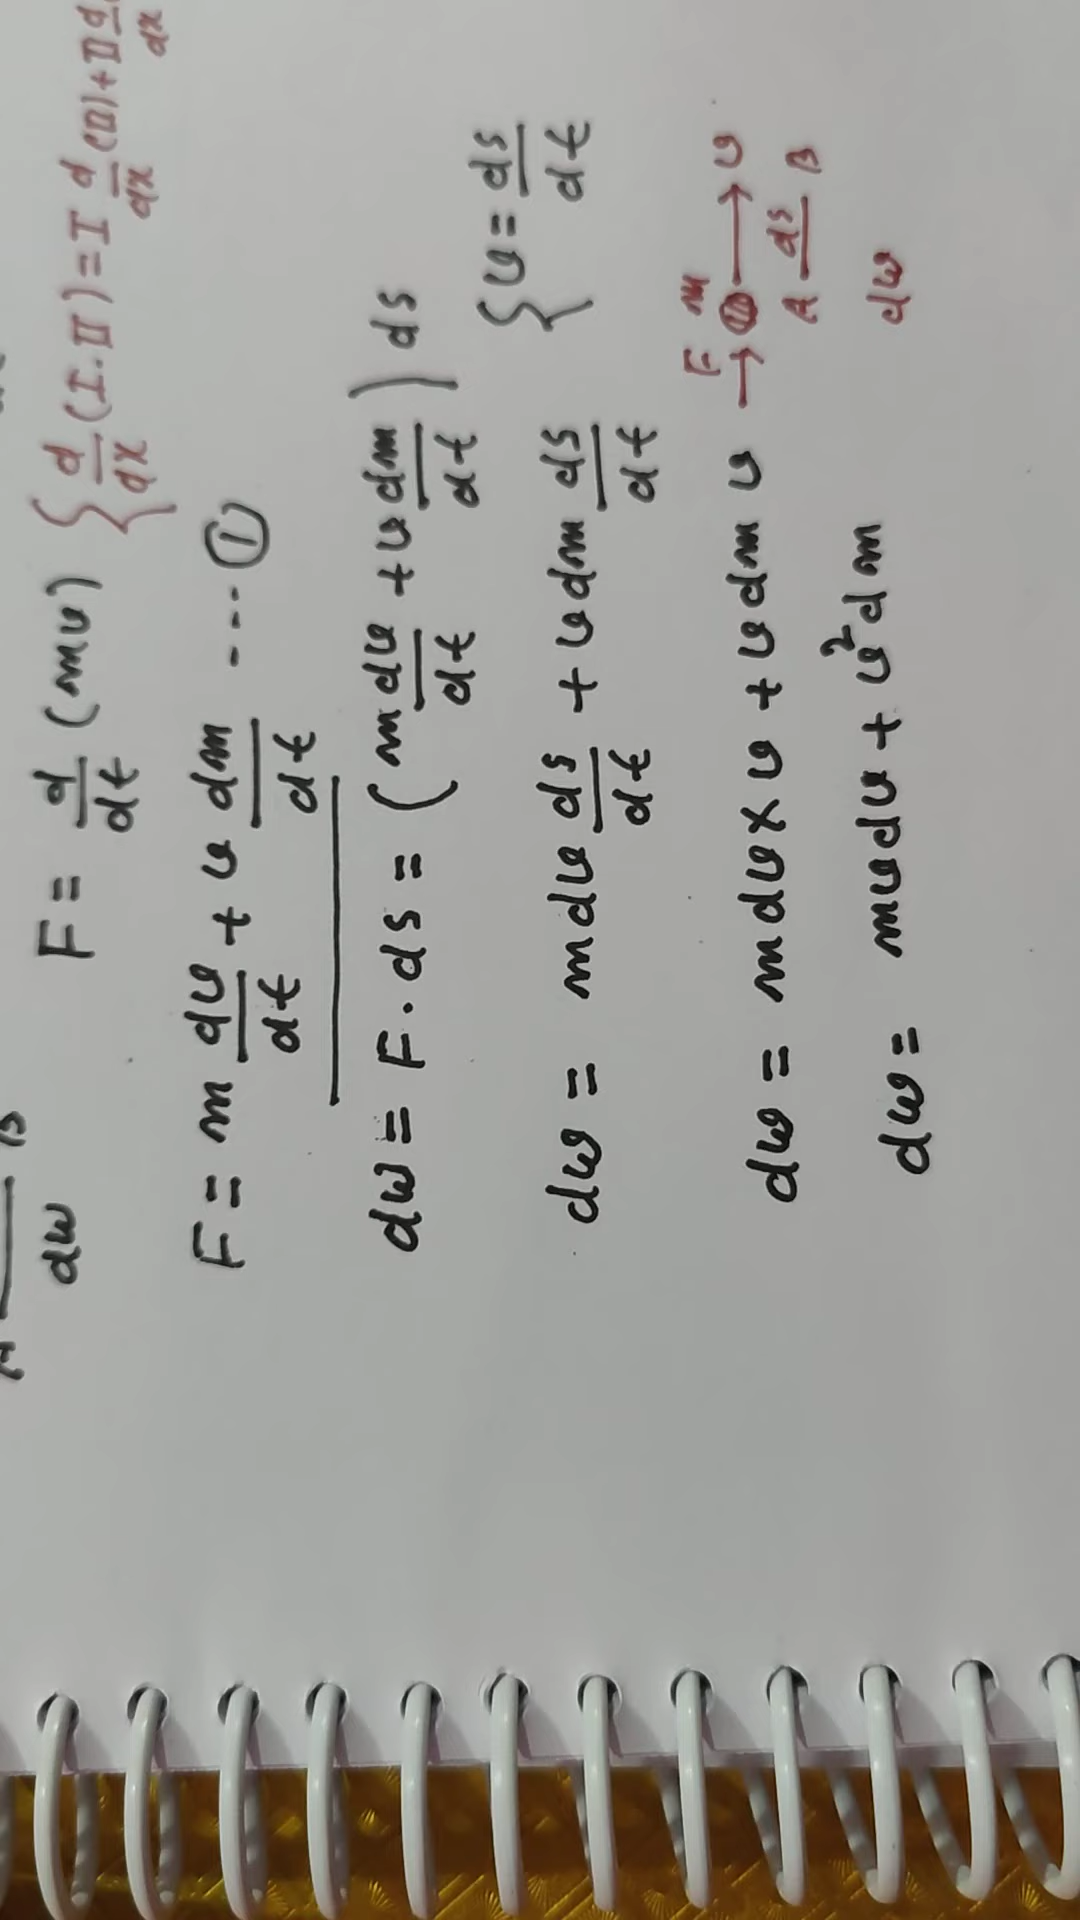 A B
dw F = d/dt (mv) { d/dx (I.II) = I d/dx (II) + II d/dx
F = m dv/dt + v dm/dt --- ①
dw = F . ds = ( m dv/dt + v dm/dt ) ds
{ v = ds/dt
dw = m dv ds/dt + v dm ds/dt
F m
→ → v
dw = m dv × v + v dm v
A ds B
dw = mv dv + v² dm
dw